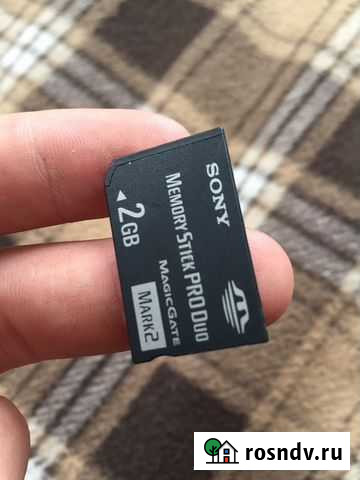 SONY
MEMORY STICK PRO DUO
MAGICGATE
◄2GB
MARK2
rosndv.ru